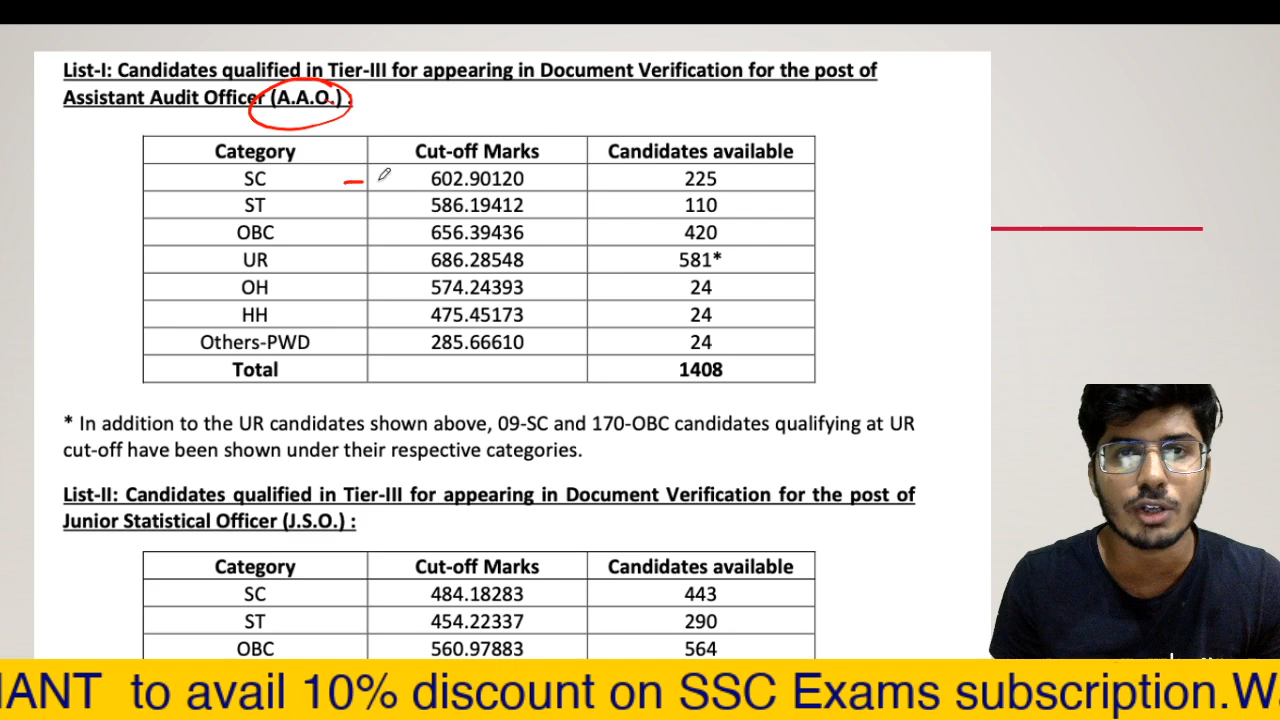 List-I: Candidates qualified in Tier-III for appearing in Document Verification for the post of
Assistant Audit Officer (A.A.O.) :
Category Cut-off Marks Candidates available
SC 602.90120 225
ST 586.19412 110
OBC 656.39436 420
UR 686.28548 581*
OH 574.24393 24
HH 475.45173 24
Others-PWD 285.66610 24
Total 1408
* In addition to the UR candidates shown above, 09-SC and 170-OBC candidates qualifying at UR
cut-off have been shown under their respective categories.
List-II: Candidates qualified in Tier-III for appearing in Document Verification for the post of
Junior Statistical Officer (J.S.O.) :
Category Cut-off Marks Candidates available
SC 484.18283 443
ST 454.22337 290
OBC 560.97883 564
to avail 10% discount on SSC Exams subscription.